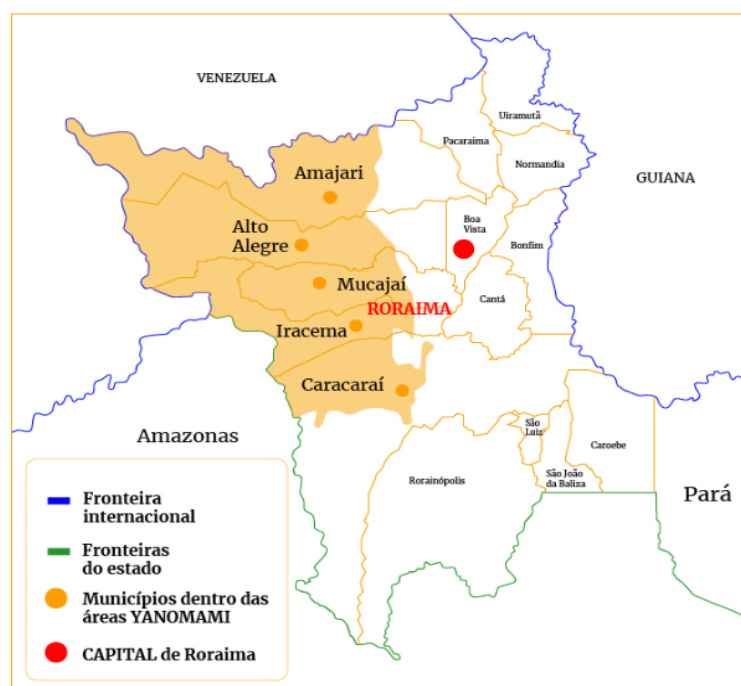 VENEZUELA
Uiramutã
Pacaraima
Normandia
GUIANA
Amajari
Alto
Alegre
Boa
Vista
Bonfim
Mucajaí
RORAIMA
Cantá
Iracema
Caracaraí
Amazonas
São
Luiz
Caroebe
Rorainópolis
São João
da Baliza
Pará
Fronteira
internacional
Fronteiras
do estado
Municípios dentro das
áreas YANOMAMI
CAPITAL de Roraima